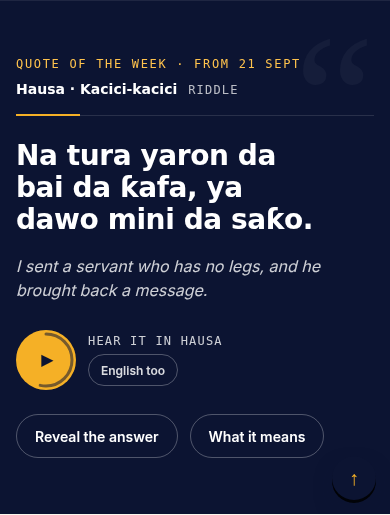 QUOTE OF THE WEEK · FROM 21 SEPT
Hausa · Kacici-kacici RIDDLE
Na tura yaron da
bai da ƙafa, ya
dawo mini da saƙo.
I sent a servant who has no legs, and he
brought back a message.
HEAR IT IN HAUSA
English too
Reveal the answer
What it means